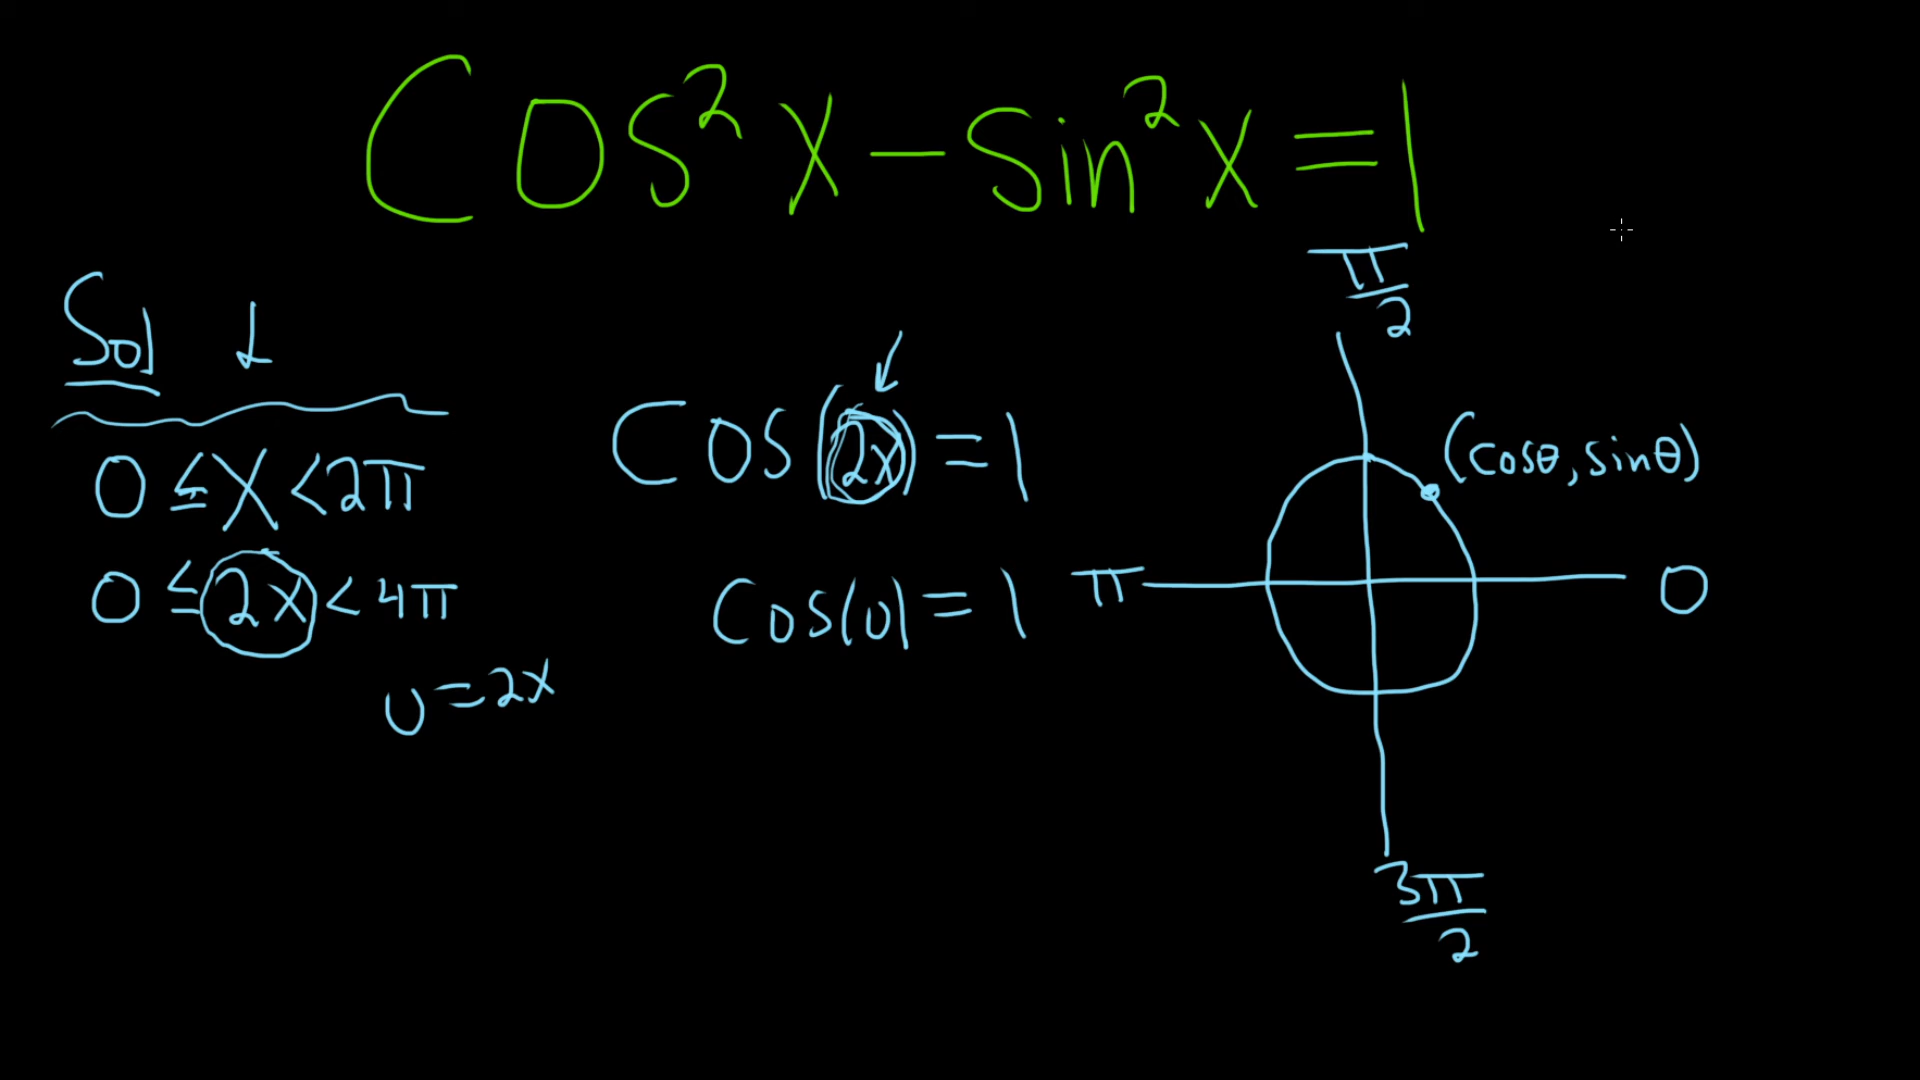 Cos²x - sin²x = 1
Sol 1
0 ≤ x < 2π
0 ≤ 2x < 4π
u = 2x
Cos(2x) = 1
Cos(0) = 1
π/2
(cosθ, sinθ)
π
0
3π/2